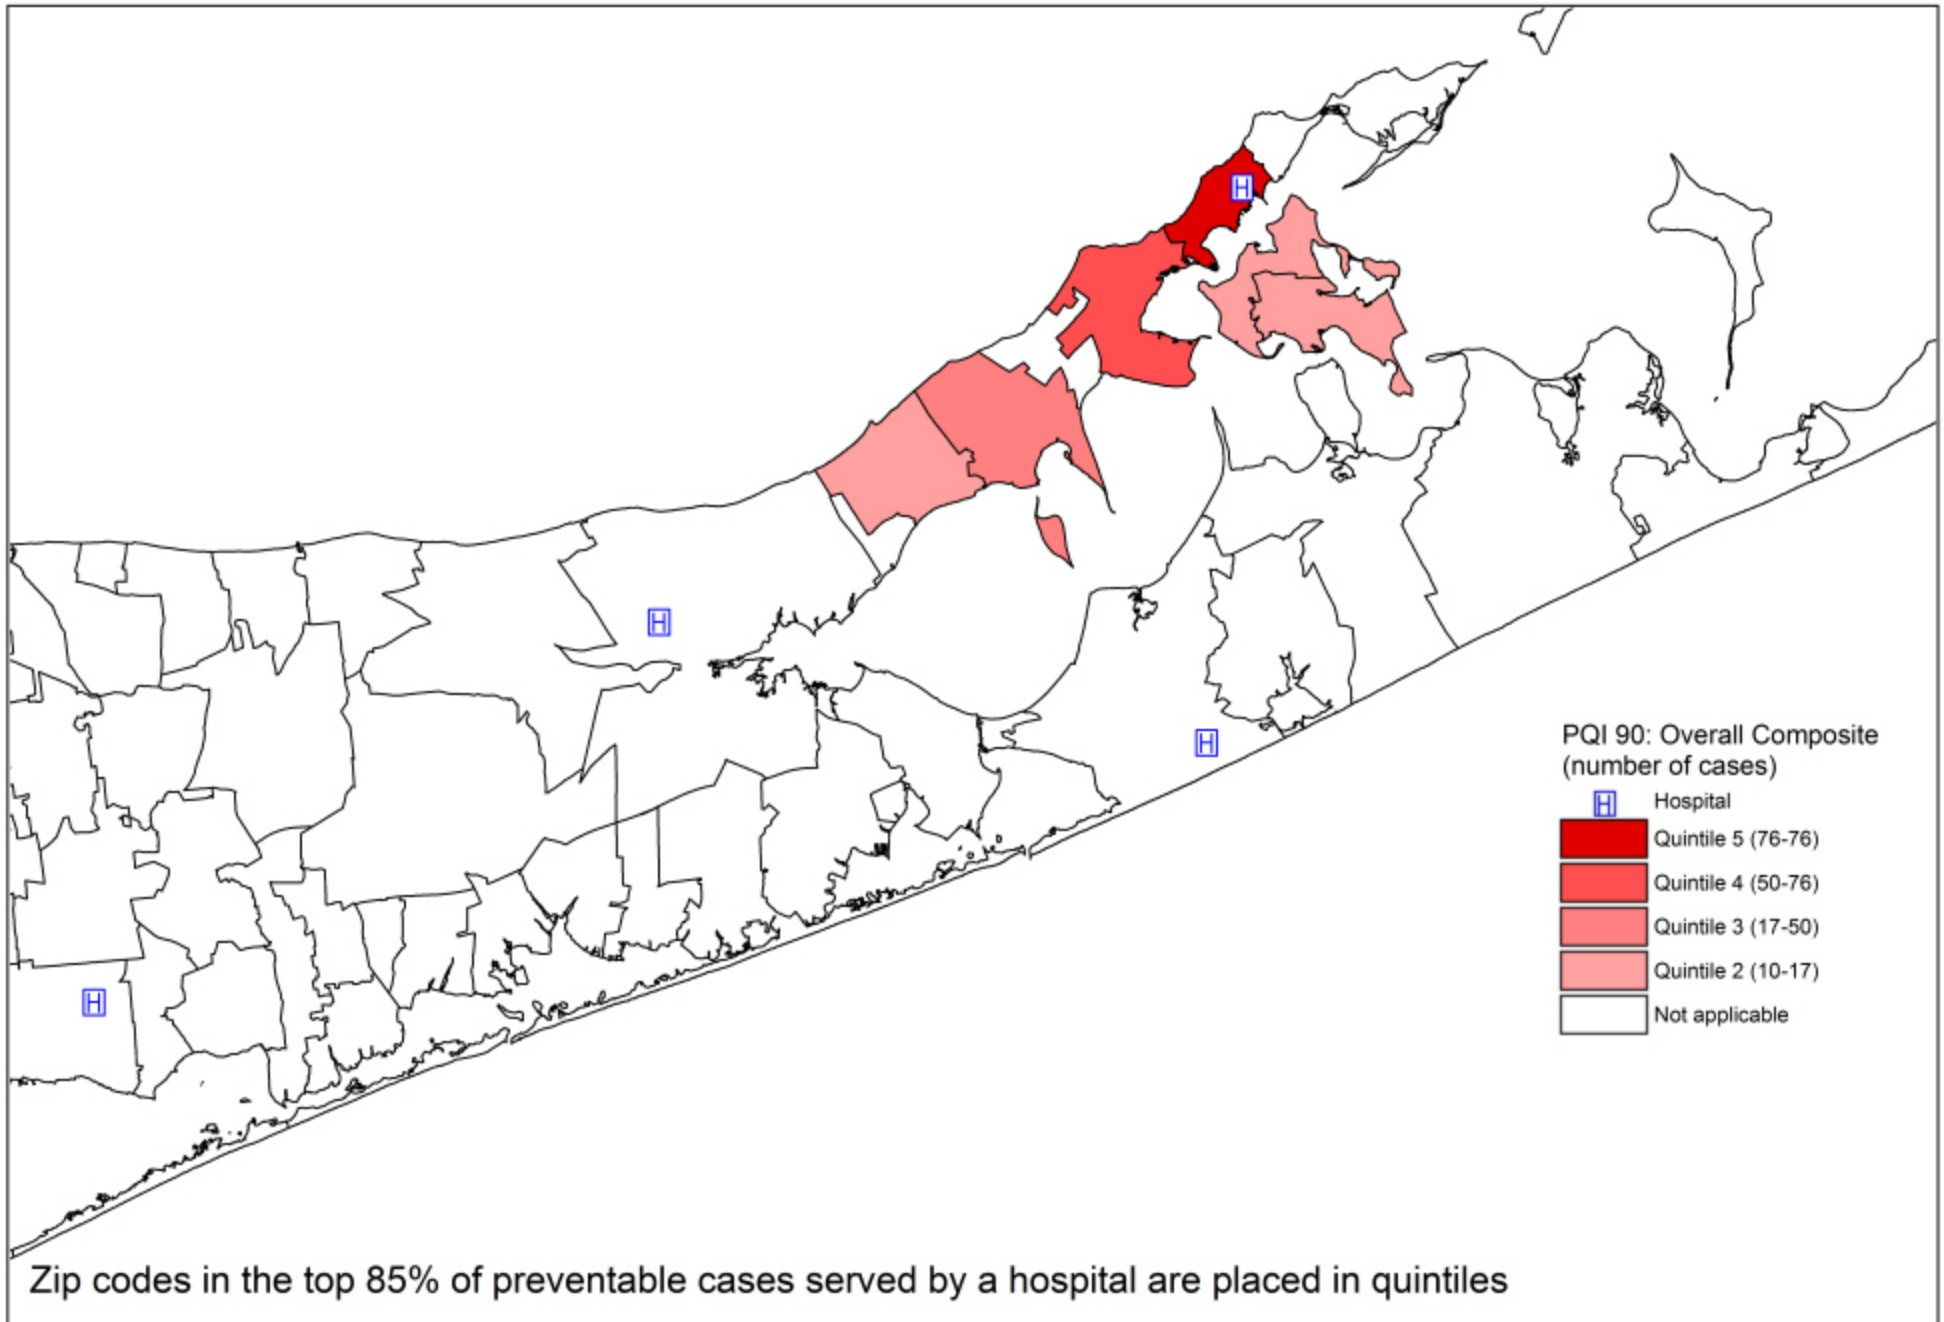 H
H
H
H
PQI 90: Overall Composite
(number of cases)
H Hospital
Quintile 5 (76-76)
Quintile 4 (50-76)
Quintile 3 (17-50)
Quintile 2 (10-17)
Not applicable
Zip codes in the top 85% of preventable cases served by a hospital are placed in quintiles